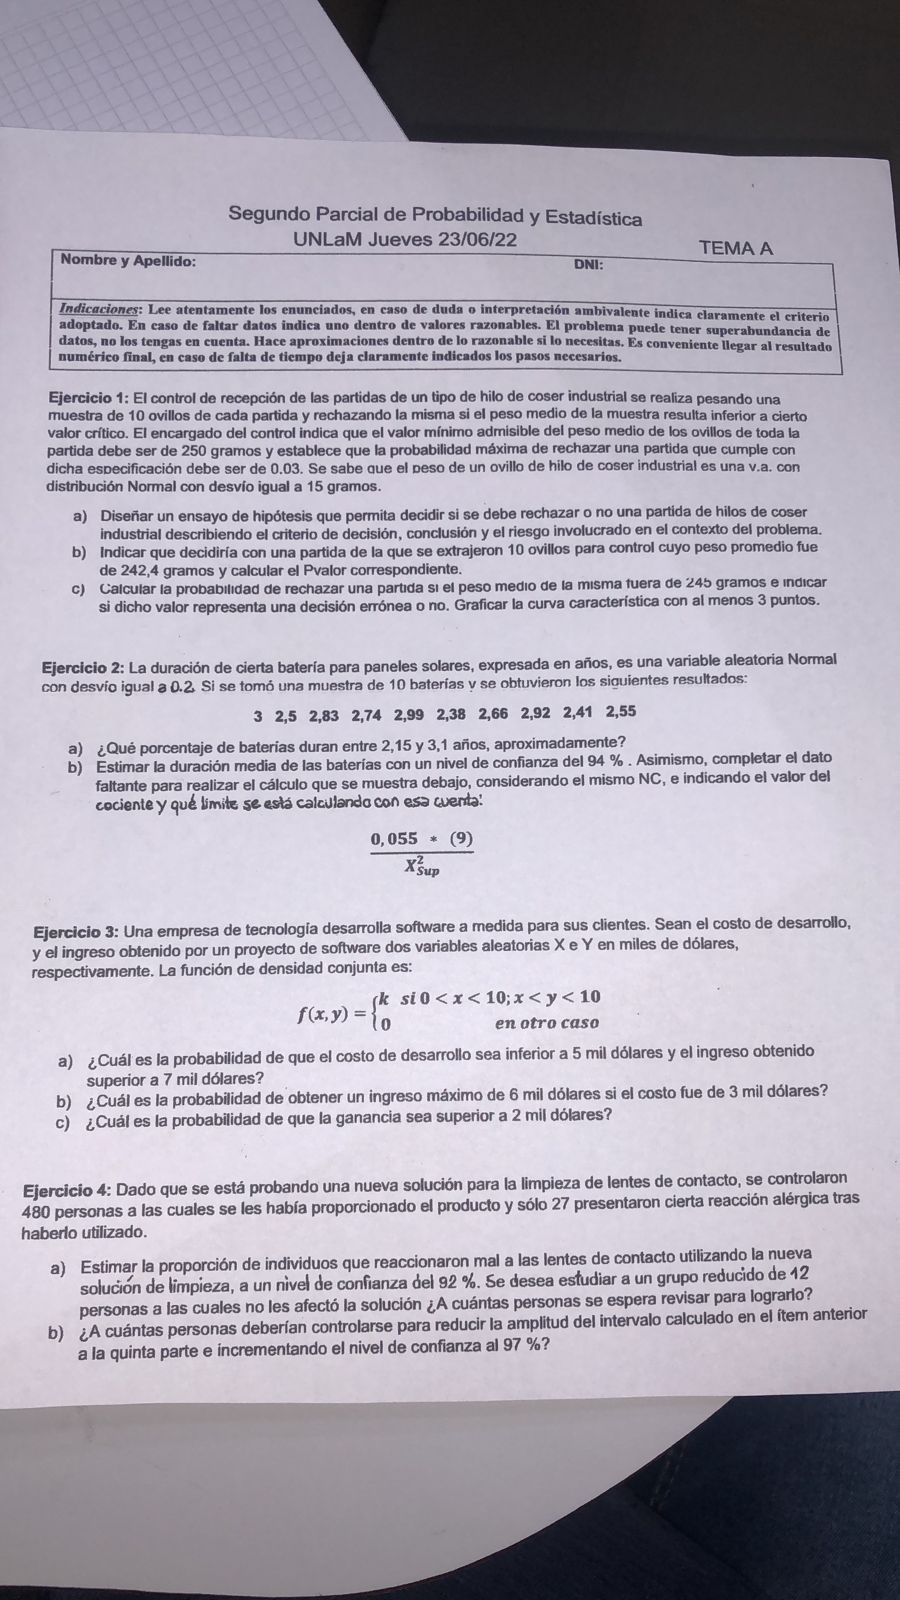 Segundo Parcial de Probabilidad y Estadística
UNLaM Jueves 23/06/22
TEMA A
Nombre y Apellido:
DNI:
Indicaciones: Lee atentamente los enunciados, en caso de duda o interpretación ambivalente indica claramente el criterio
adoptado. En caso de faltar datos indica uno dentro de valores razonables. El problema puede tener superabundancia de
datos, no los tengas en cuenta. Hace aproximaciones dentro de lo razonable si lo necesitas. Es conveniente llegar al resultado
numérico final, en caso de falta de tiempo deja claramente indicados los pasos necesarios.
Ejercicio 1: El control de recepción de las partidas de un tipo de hilo de coser industrial se realiza pesando una
muestra de 10 ovillos de cada partida y rechazando la misma si el peso medio de la muestra resulta inferior a cierto
valor crítico. El encargado del control indica que el valor mínimo admisible del peso medio de los ovillos de toda la
partida debe ser de 250 gramos y establece que la probabilidad máxima de rechazar una partida que cumple con
dicha especificación debe ser de 0.03. Se sabe que el peso de un ovillo de hilo de coser industrial es una v.a. con
distribución Normal con desvío igual a 15 gramos.
a) Diseñar un ensayo de hipótesis que permita decidir si se debe rechazar o no una partida de hilos de coser
industrial describiendo el criterio de decisión, conclusión y el riesgo involucrado en el contexto del problema.
b) Indicar que decidiría con una partida de la que se extrajeron 10 ovillos para control cuyo peso promedio fue
de 242,4 gramos y calcular el Pvalor correspondiente.
c) Calcular la probabilidad de rechazar una partida si el peso medio de la misma fuera de 245 gramos e indicar
si dicho valor representa una decisión errónea o no. Graficar la curva característica con al menos 3 puntos.
Ejercicio 2: La duración de cierta batería para paneles solares, expresada en años, es una variable aleatoria Normal
con desvío igual a 0.2. Si se tomó una muestra de 10 baterías y se obtuvieron los siguientes resultados:
3 2,5 2,83 2,74 2,99 2,38 2,66 2,92 2,41 2,55
a) ¿Qué porcentaje de baterías duran entre 2,15 y 3,1 años, aproximadamente?
b) Estimar la duración media de las baterías con un nivel de confianza del 94 % . Asimismo, completar el dato
faltante para realizar el cálculo que se muestra debajo, considerando el mismo NC, e indicando el valor del
cociente y qué límite se está calculando con esa cuenta:
0,055 * (9)
X²Sup
Ejercicio 3: Una empresa de tecnología desarrolla software a medida para sus clientes. Sean el costo de desarrollo,
y el ingreso obtenido por un proyecto de software dos variables aleatorias X e Y en miles de dólares,
respectivamente. La función de densidad conjunta es:
f(x,y) = {k si 0 < x < 10; x < y < 10
0 en otro caso
a) ¿Cuál es la probabilidad de que el costo de desarrollo sea inferior a 5 mil dólares y el ingreso obtenido
superior a 7 mil dólares?
b) ¿Cuál es la probabilidad de obtener un ingreso máximo de 6 mil dólares si el costo fue de 3 mil dólares?
c) ¿Cuál es la probabilidad de que la ganancia sea superior a 2 mil dólares?
Ejercicio 4: Dado que se está probando una nueva solución para la limpieza de lentes de contacto, se controlaron
480 personas a las cuales se les había proporcionado el producto y sólo 27 presentaron cierta reacción alérgica tras
haberlo utilizado.
a) Estimar la proporción de individuos que reaccionaron mal a las lentes de contacto utilizando la nueva
solución de limpieza, a un nivel de confianza del 92 %. Se desea estudiar a un grupo reducido de 12
personas a las cuales no les afectó la solución ¿A cuántas personas se espera revisar para lograrlo?
b) ¿A cuántas personas deberían controlarse para reducir la amplitud del intervalo calculado en el ítem anterior
a la quinta parte e incrementando el nivel de confianza al 97 %?